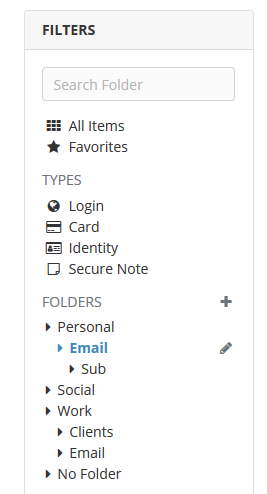 FILTERS
Search Folder
All Items
Favorites
TYPES
Login
Card
Identity
Secure Note
FOLDERS
Personal
Email
Sub
Social
Work
Clients
Email
No Folder